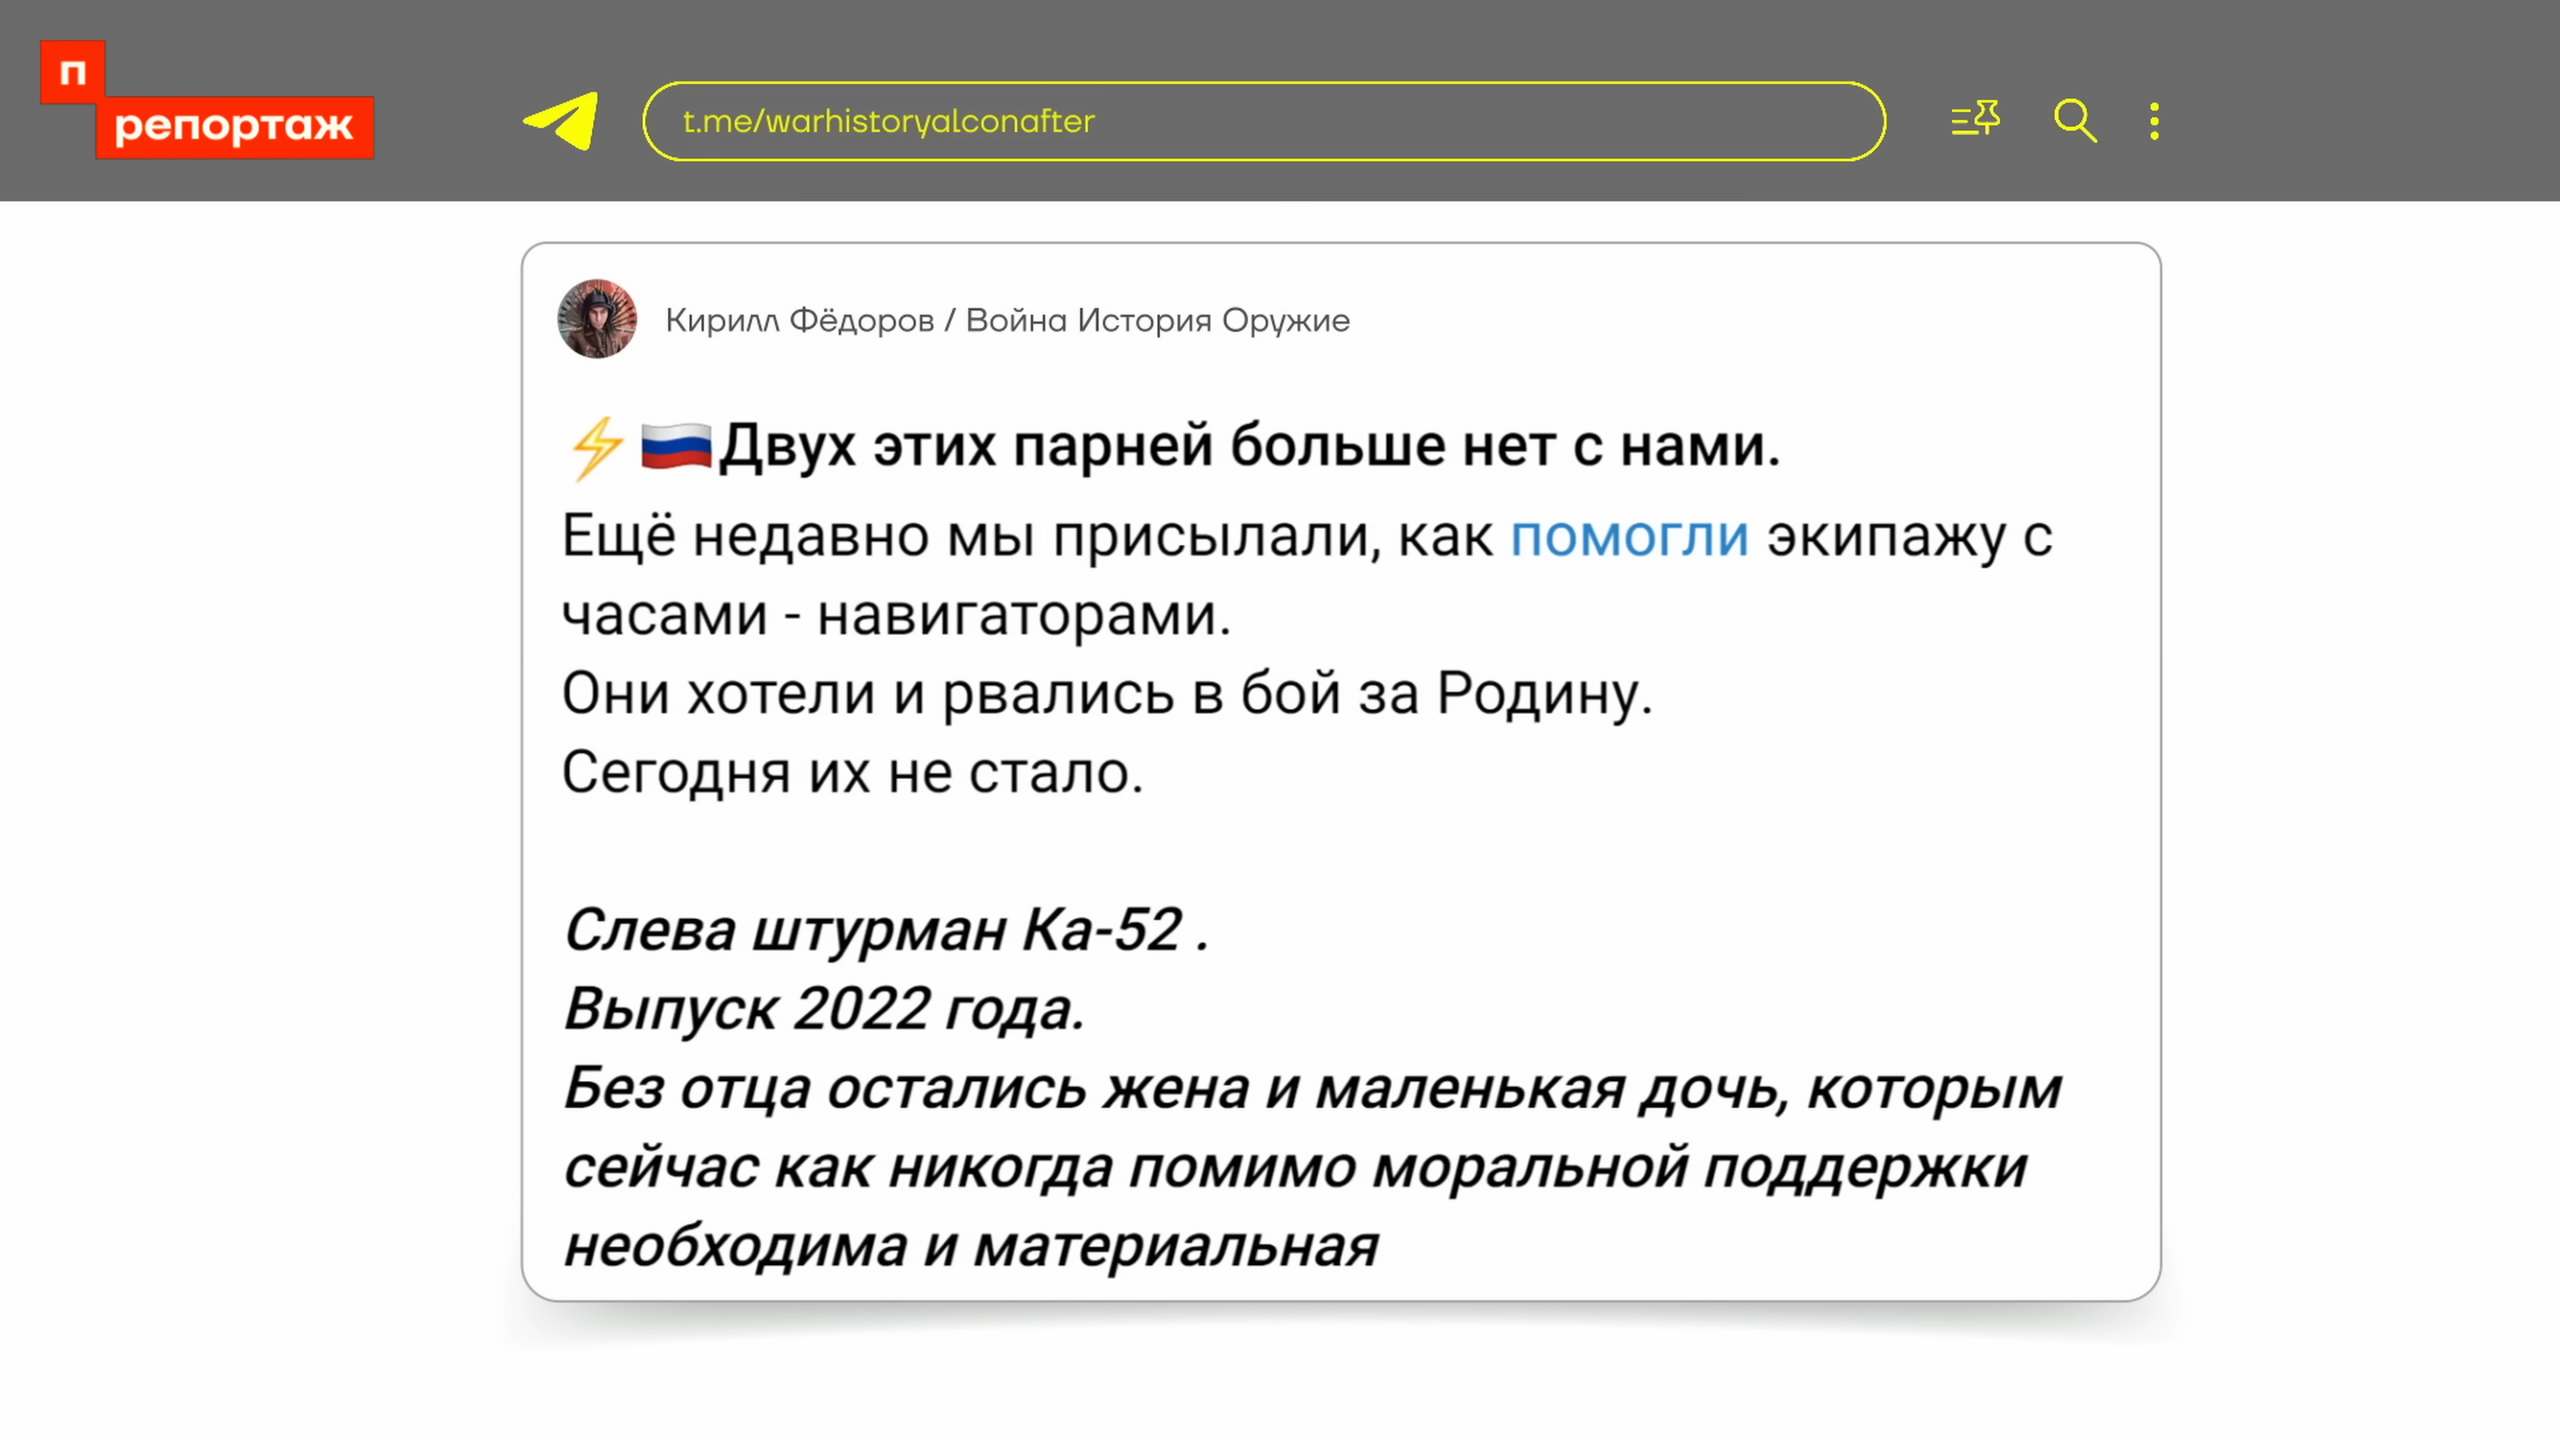 п
репортаж
t.me/warhistoryalconafter
Кирилл Фёдоров / Война История Оружие
⚡🇷🇺Двух этих парней больше нет с нами.
Ещё недавно мы присылали, как помогли экипажу с
часами - навигаторами.
Они хотели и рвались в бой за Родину.
Сегодня их не стало.
Слева штурман Ка-52 .
Выпуск 2022 года.
Без отца остались жена и маленькая дочь, которым
сейчас как никогда помимо моральной поддержки
необходима и материальная